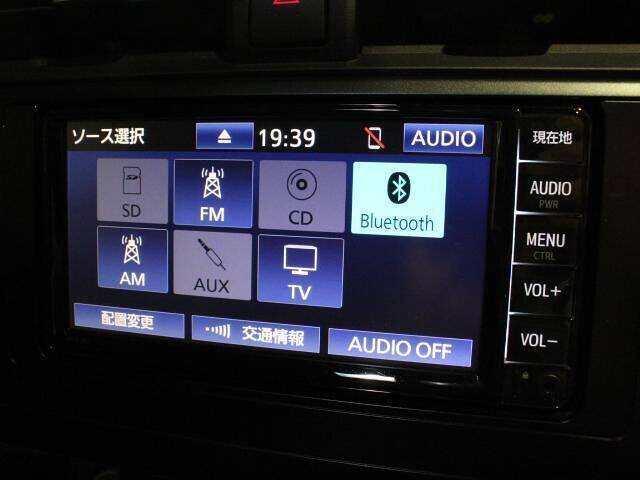 ソース選択 19:39 AUDIO
SD FM CD Bluetooth
AM AUX TV
配置変更 交通情報 AUDIO OFF
現在地
AUDIO
PWR
MENU
CTRL
VOL+
VOL−